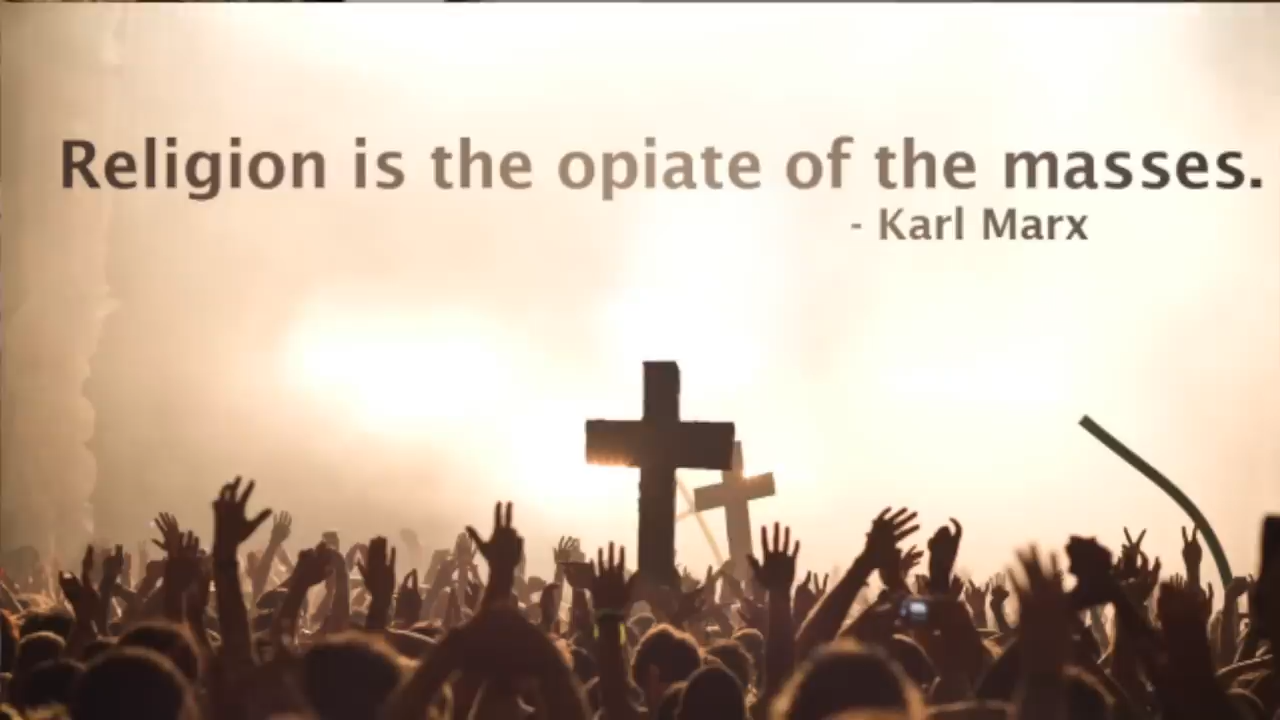 Religion is the opiate of the masses.
- Karl Marx